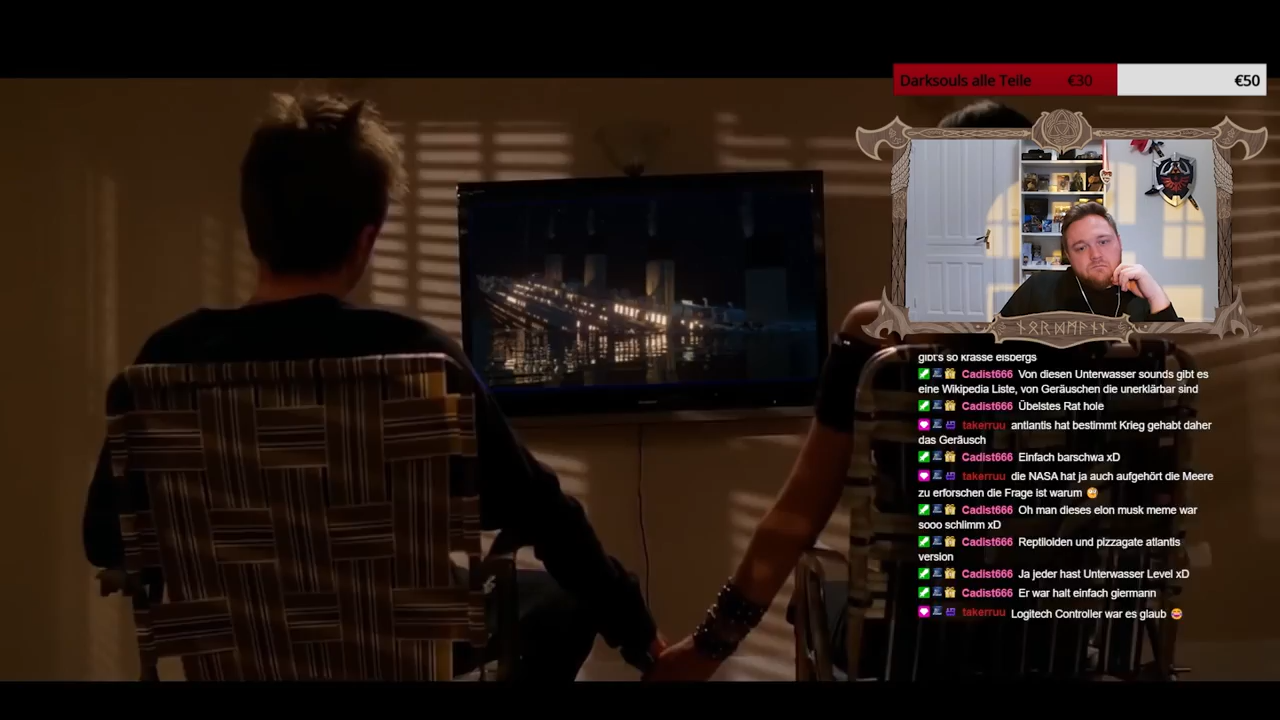 Darksouls alle Teile €30 €50
ᚾᛟᚱᛞᛗᚨᚾᚾ
gibt's so krasse eisbergs
Cadist666 Von diesen Unterwasser sounds gibt es
eine Wikipedia Liste, von Geräuschen die unerklärbar sind
Cadist666 Übelstes Rat hole
takerruu antlantis hat bestimmt Krieg gehabt daher
das Geräusch
Cadist666 Einfach barschwa xD
takerruu die NASA hat ja auch aufgehört die Meere
zu erforschen die Frage ist warum
Cadist666 Oh man dieses elon musk meme war
sooo schlimm xD
Cadist666 Reptiloiden und pizzagate atlantis
version
Cadist666 Ja jeder hast Unterwasser Level xD
Cadist666 Er war halt einfach giermann
takerruu Logitech Controller war es glaub